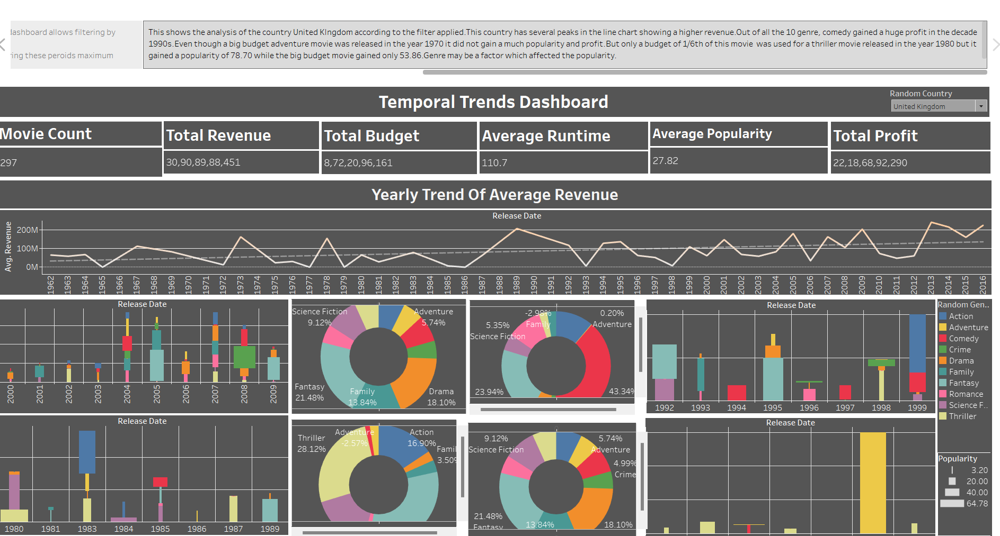 dashboard allows filtering by
ring these peroids maximum
This shows the analysis of the country United KIngdom according to the filter applied.This country has several peaks in the line chart showing a higher revenue.Out of all the 10 genre, comedy gained a huge profit in the decade
1990s.Even though a big budget adventure movie was released in the year 1970 it did not gain a much popularity and profit.But only a budget of 1/6th of this movie was used for a thriller movie released in the year 1980 but it
gained a popularity of 78.70 while the big budget movie gained only 53.86.Genre may be a factor which affected the popularity.
Temporal Trends Dashboard
Random Country
United Kingdom
Movie Count
Total Revenue
Total Budget
Average Runtime
Average Popularity
Total Profit
297
30,90,89,88,451
8,72,20,96,161
110.7
27.82
22,18,68,92,290
Yearly Trend Of Average Revenue
Release Date
Avg. Revenue
200M
100M
0M
1962 1963 1964 1965 1966 1967 1968 1969 1970 1971 1972 1973 1974 1975 1976 1977 1978 1979 1980 1981 1982 1983 1984 1985 1986 1987 1988 1989 1990 1991 1992 1993 1994 1995 1996 1997 1998 1999 2000 2001 2002 2003 2004 2005 2006 2007 2008 2009 2010 2011 2012 2013 2014 2015 2016
Release Date
2000 2001 2002 2003 2004 2005 2006 2007 2008 2009
Science Fiction
9.12%
Adventure
5.74%
Fantasy
21.48%
Family
13.84%
Drama
18.10%
-2.98%
Family
0.20%
Adventure
5.35%
Science Fiction
23.94%
43.34%
Release Date
1992 1993 1994 1995 1996 1997 1998 1999
Random Gen..
Action
Adventure
Comedy
Crime
Drama
Family
Fantasy
Romance
Science F..
Thriller
Release Date
1980 1981 1983 1984 1985 1986 1987 1989
Thriller
28.12%
Adventure
-2.57%
Action
16.90%
Famil
3.50%
9.12%
Science Fiction
5.74%
Adventure
4.99%
Crime
21.48%
Fantasy
13.84%
18.10%
Release Date
Popularity
3.20
20.00
40.00
64.78